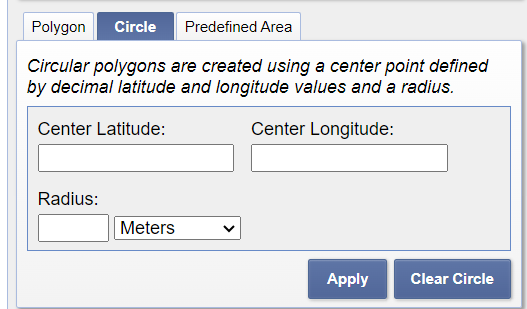 Polygon Circle Predefined Area
Circular polygons are created using a center point defined
by decimal latitude and longitude values and a radius.
Center Latitude: Center Longitude:
Radius:
Meters
Apply Clear Circle